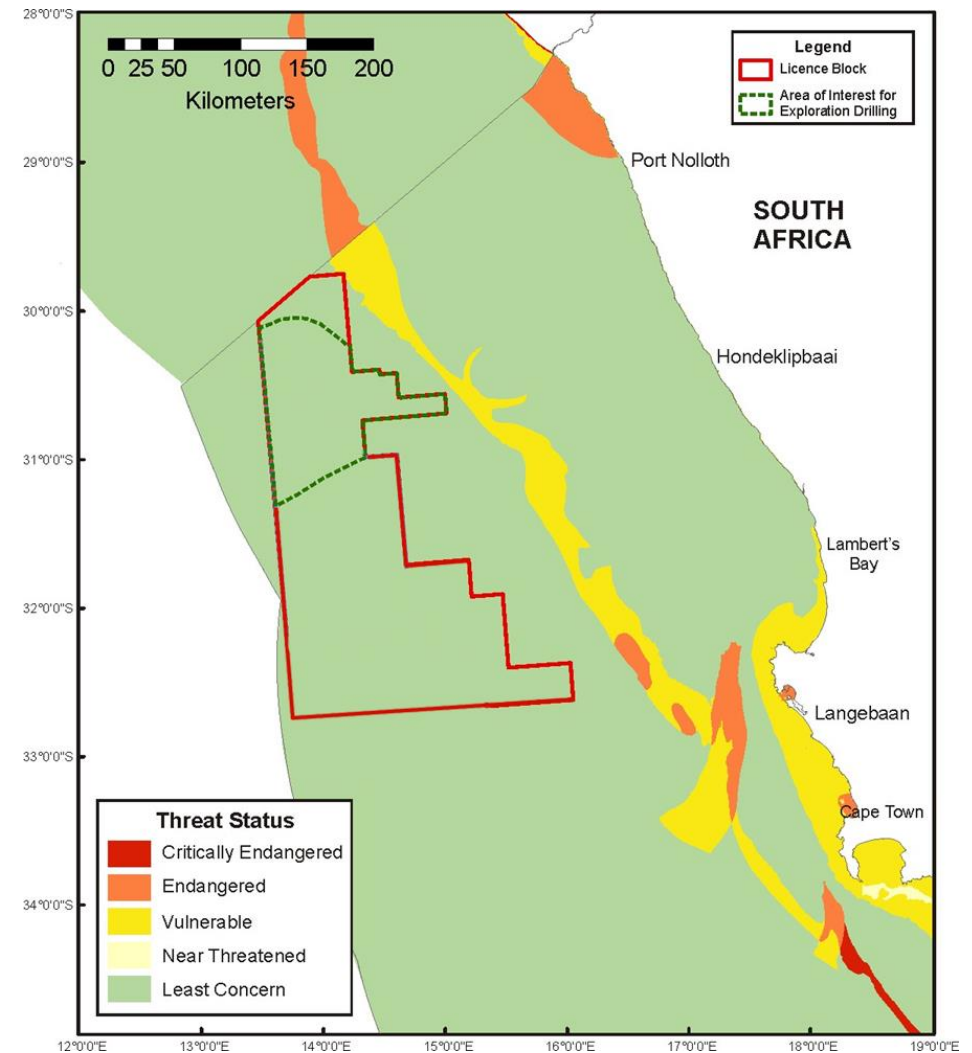 28°0'0"S
29°0'0"S
30°0'0"S
31°0'0"S
32°0'0"S
33°0'0"S
34°0'0"S
0 25 50 100 150 200
Kilometers
Legend
Licence Block
Area of Interest for
Exploration Drilling
Port Nolloth
SOUTH
AFRICA
Hondeklipbaai
Lambert's
Bay
Langebaan
Cape Town
Threat Status
Critically Endangered
Endangered
Vulnerable
Near Threatened
Least Concern
12°0'0"E 13°0'0"E 14°0'0"E 15°0'0"E 16°0'0"E 17°0'0"E 18°0'0"E 19°0'0"E